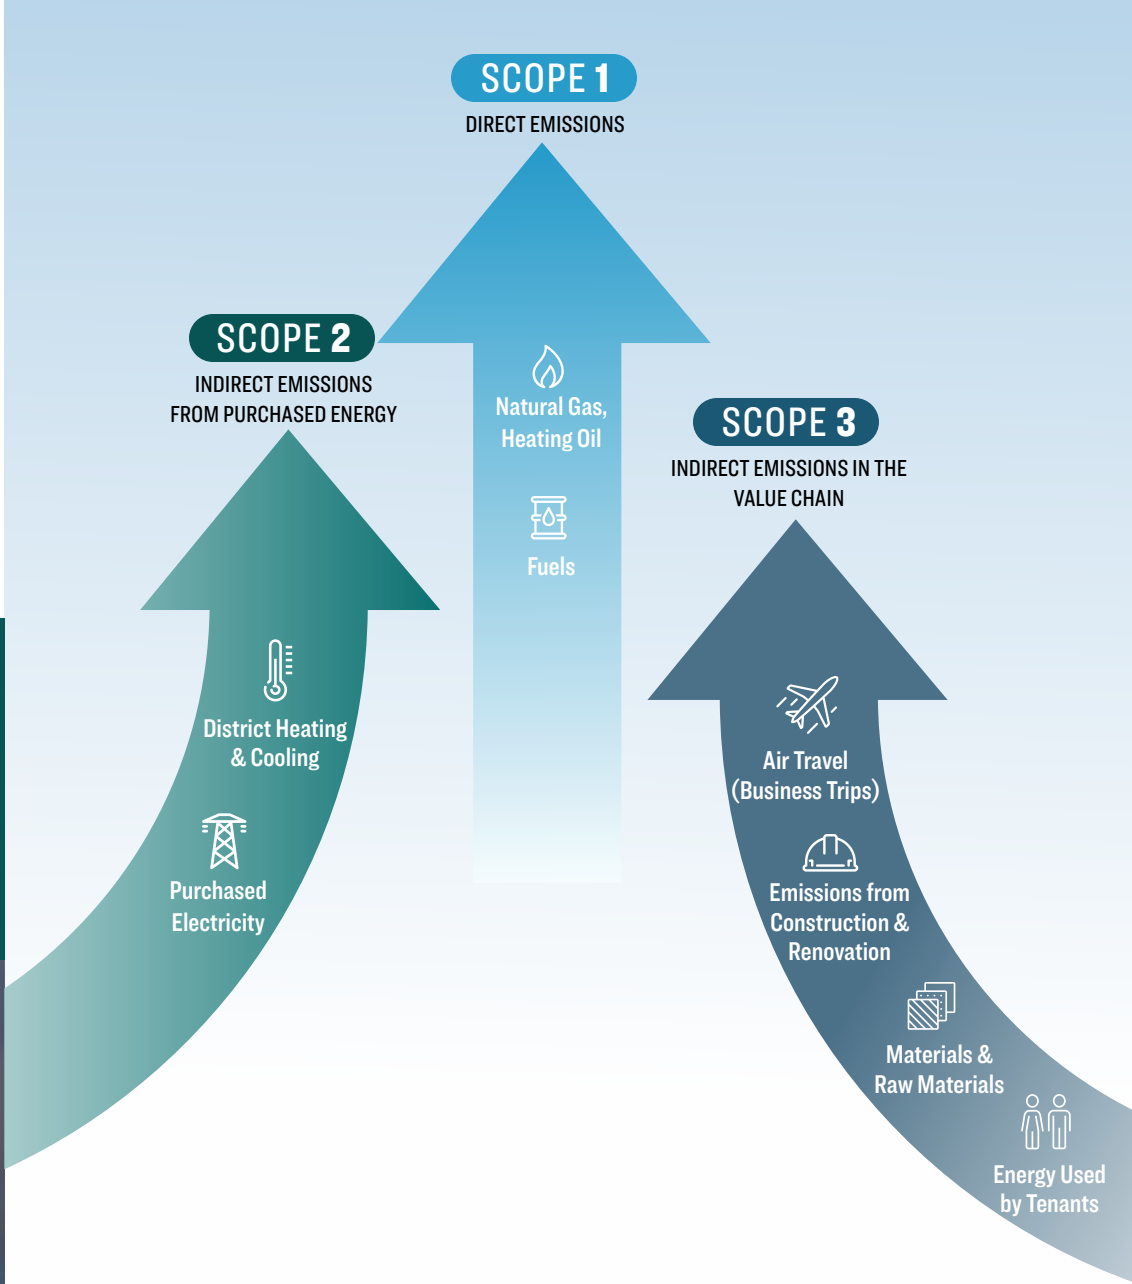 SCOPE 1
DIRECT EMISSIONS
Natural Gas,
Heating Oil
Fuels
SCOPE 2
INDIRECT EMISSIONS
FROM PURCHASED ENERGY
District Heating
& Cooling
Purchased
Electricity
SCOPE 3
INDIRECT EMISSIONS IN THE
VALUE CHAIN
Air Travel
(Business Trips)
Emissions from
Construction &
Renovation
Materials &
Raw Materials
Energy Used
by Tenants